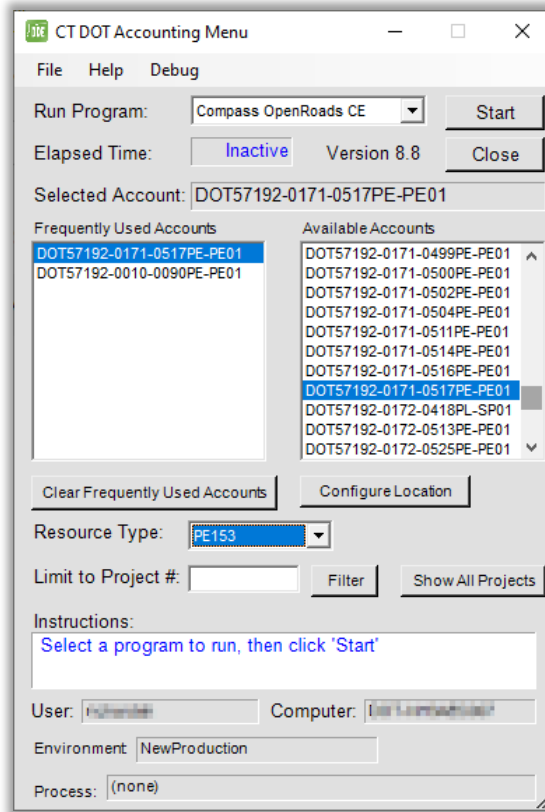 CT DOT Accounting Menu
File Help Debug
Run Program: Compass OpenRoads CE Start
Elapsed Time: Inactive Version 8.8 Close
Selected Account: DOT57192-0171-0517PE-PE01
Frequently Used Accounts Available Accounts
DOT57192-0171-0517PE-PE01 DOT57192-0171-0499PE-PE01
DOT57192-0010-0090PE-PE01 DOT57192-0171-0500PE-PE01
DOT57192-0171-0502PE-PE01
DOT57192-0171-0504PE-PE01
DOT57192-0171-0511PE-PE01
DOT57192-0171-0514PE-PE01
DOT57192-0171-0516PE-PE01
DOT57192-0171-0517PE-PE01
DOT57192-0172-0418PL-SP01
DOT57192-0172-0513PE-PE01
DOT57192-0172-0525PE-PE01
Clear Frequently Used Accounts Configure Location
Resource Type: PE153
Limit to Project #: Filter Show All Projects
Instructions:
Select a program to run, then click 'Start'
User: Computer:
Environment NewProduction
Process: (none)